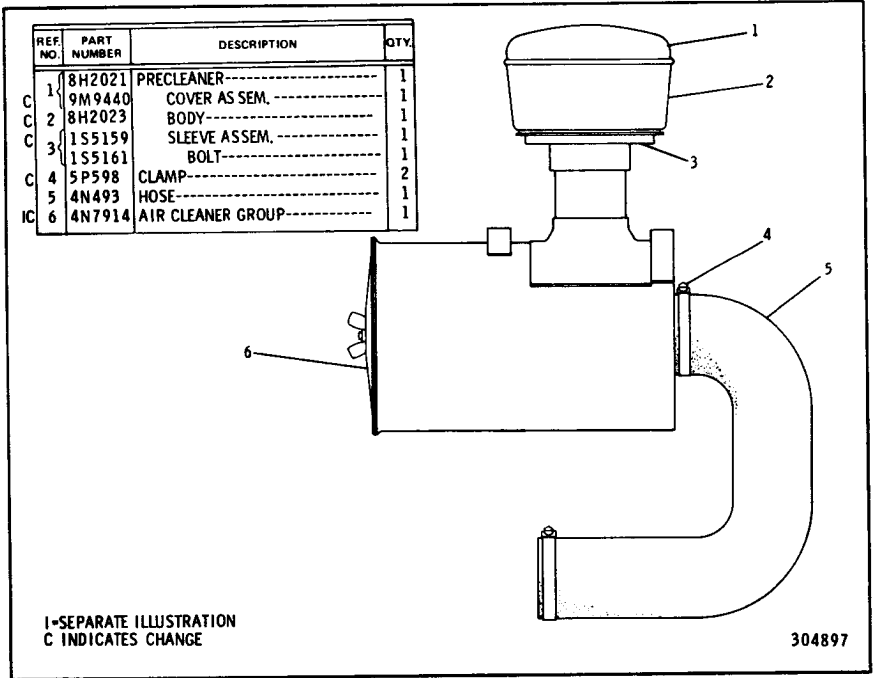 REF. NO. PART NUMBER DESCRIPTION QTY.
1 8H2021 PRECLEANER--------------------- 1
C 9M9440 COVER ASSEM. -------------- 1
C 2 8H2023 BODY------------------------ 1
C 3 1S5159 SLEEVE ASSEM. -------------- 1
1S5161 BOLT---------------------- 1
C 4 5P598 CLAMP------------------------- 2
5 4N493 HOSE-------------------------- 1
IC 6 4N7914 AIR CLEANER GROUP------------ 1
1
2
3
4
5
6
I=SEPARATE ILLUSTRATION
C INDICATES CHANGE
304897